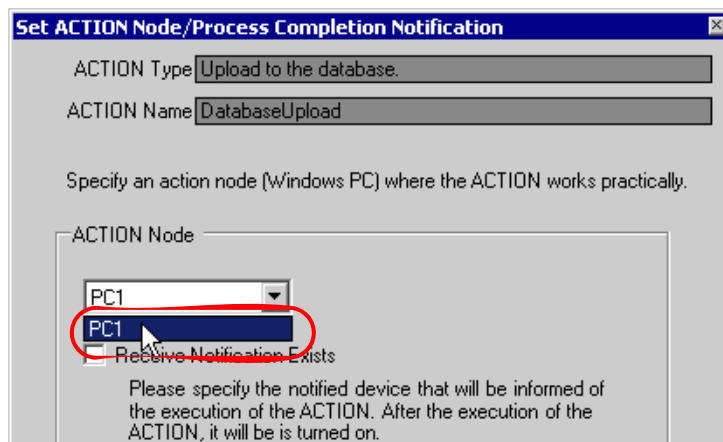 Set ACTION Node/Process Completion Notification
ACTION Type Upload to the database.
ACTION Name DatabaseUpload
Specify an action node (Windows PC) where the ACTION works practically.
ACTION Node
PC1
PC1
Receive Notification Exists
Please specify the notified device that will be informed of
the execution of the ACTION. After the execution of the
ACTION, it will be is turned on.